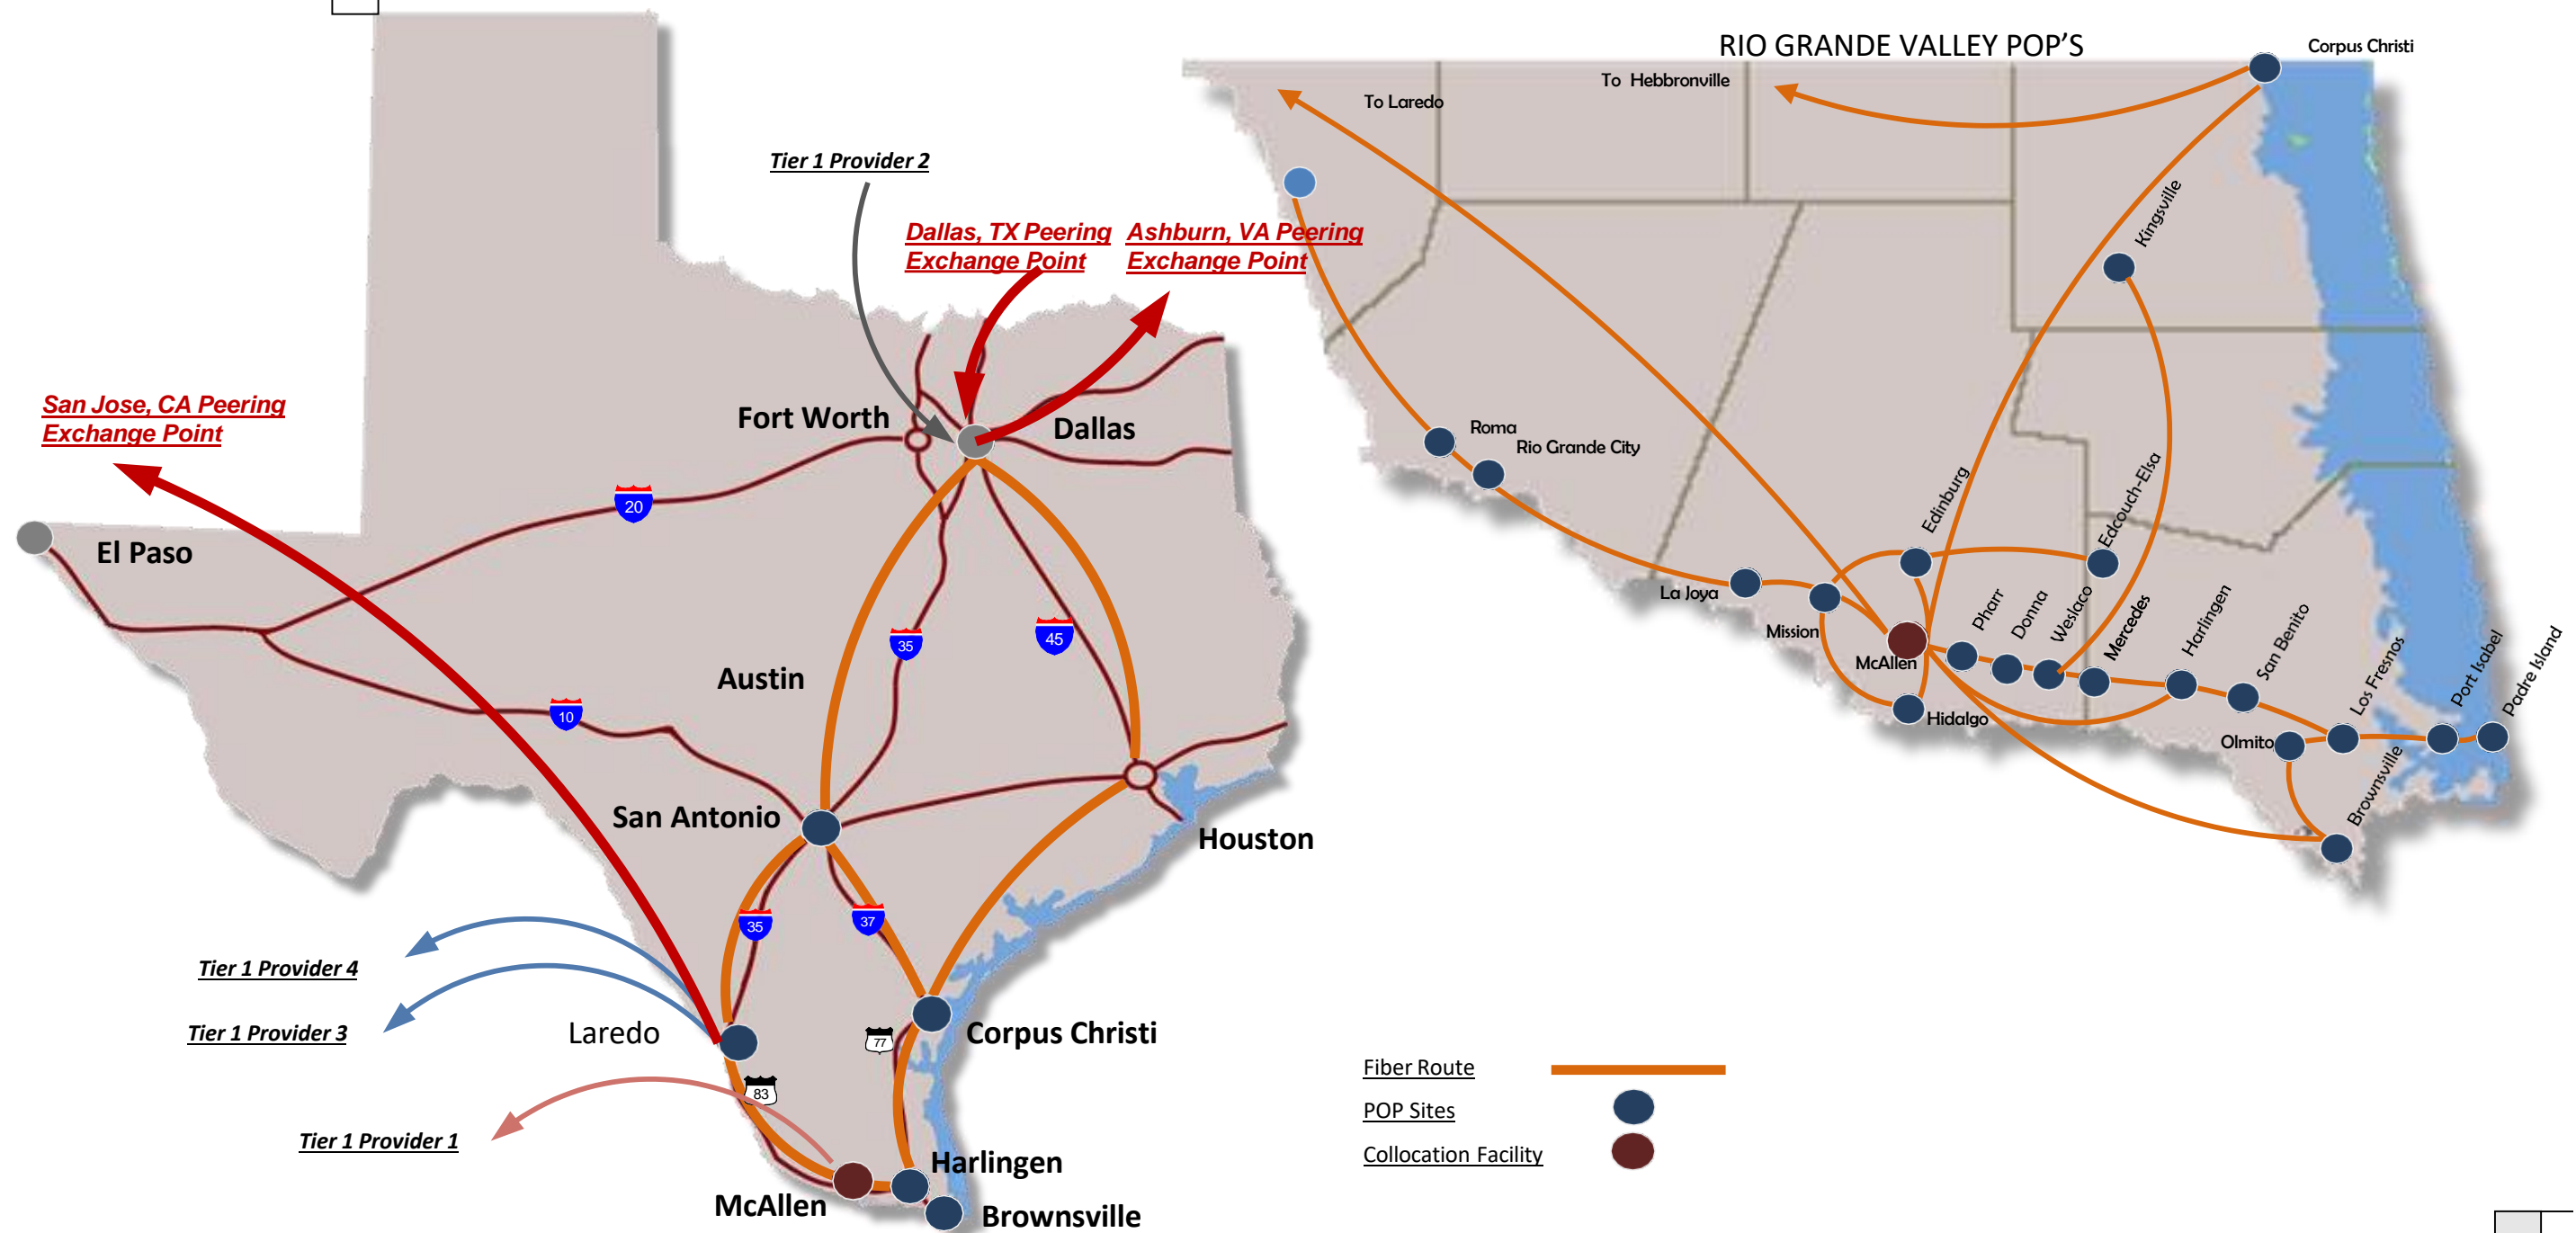 RIO GRANDE VALLEY POP'S
Corpus Christi
To Hebbronville
To Laredo
Tier 1 Provider 2
Dallas, TX Peering
Exchange Point
Ashburn, VA Peering
Exchange Point
Kingsville
San Jose, CA Peering
Exchange Point
Fort Worth
Dallas
Roma
Rio Grande City
20
El Paso
Edinburg
Edcouch-Elsa
La Joya
Mission
McAllen
Pharr
Donna
Weslaco
Mercedes
Harlingen
San Benito
Los Fresnos
Port Isabel
Padre Island
Hidalgo
Olmito
Brownsville
35
45
Austin
10
San Antonio
Houston
35
37
Tier 1 Provider 4
Tier 1 Provider 3
Laredo
77
Corpus Christi
83
Tier 1 Provider 1
Harlingen
McAllen
Brownsville
Fiber Route
POP Sites
Collocation Facility